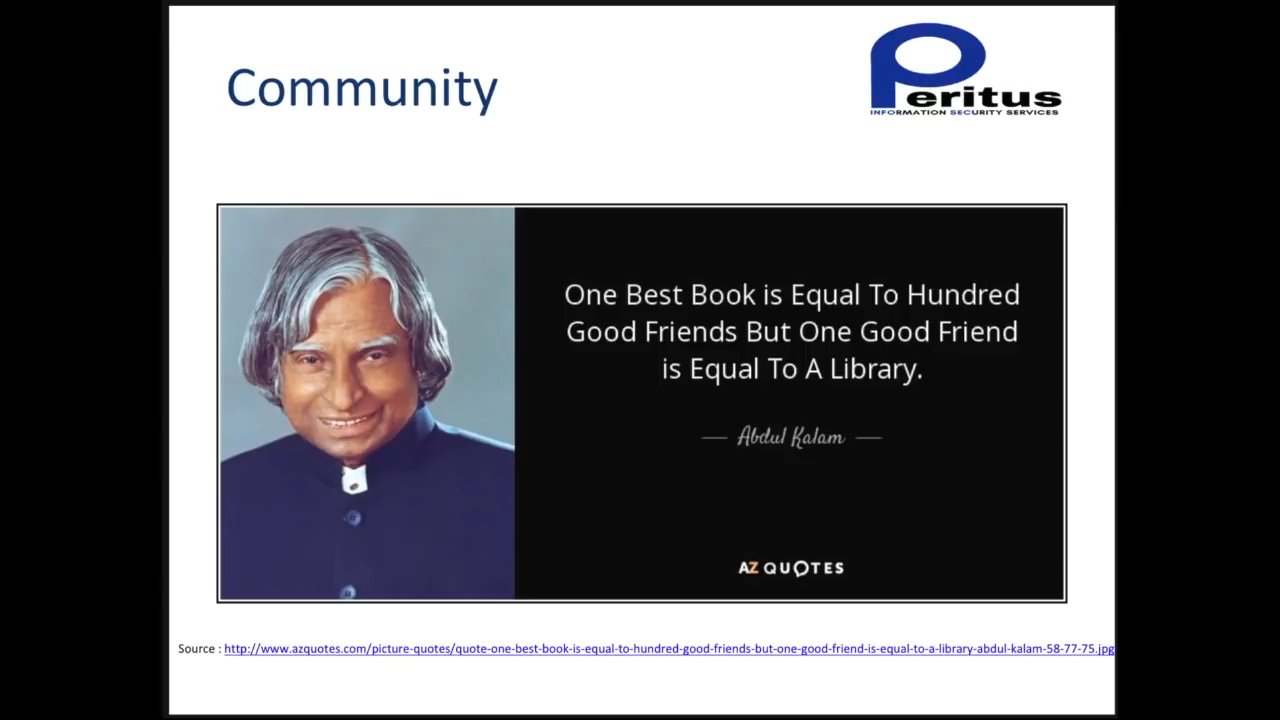 Community
Peritus
INFORMATION SECURITY SERVICES
One Best Book is Equal To Hundred
Good Friends But One Good Friend
is Equal To A Library.
Abdul Kalam
AZ QUOTES
Source : http://www.azquotes.com/picture-quotes/quote-one-best-book-is-equal-to-hundred-good-friends-but-one-good-friend-is-equal-to-a-library-abdul-kalam-58-77-75.jpg